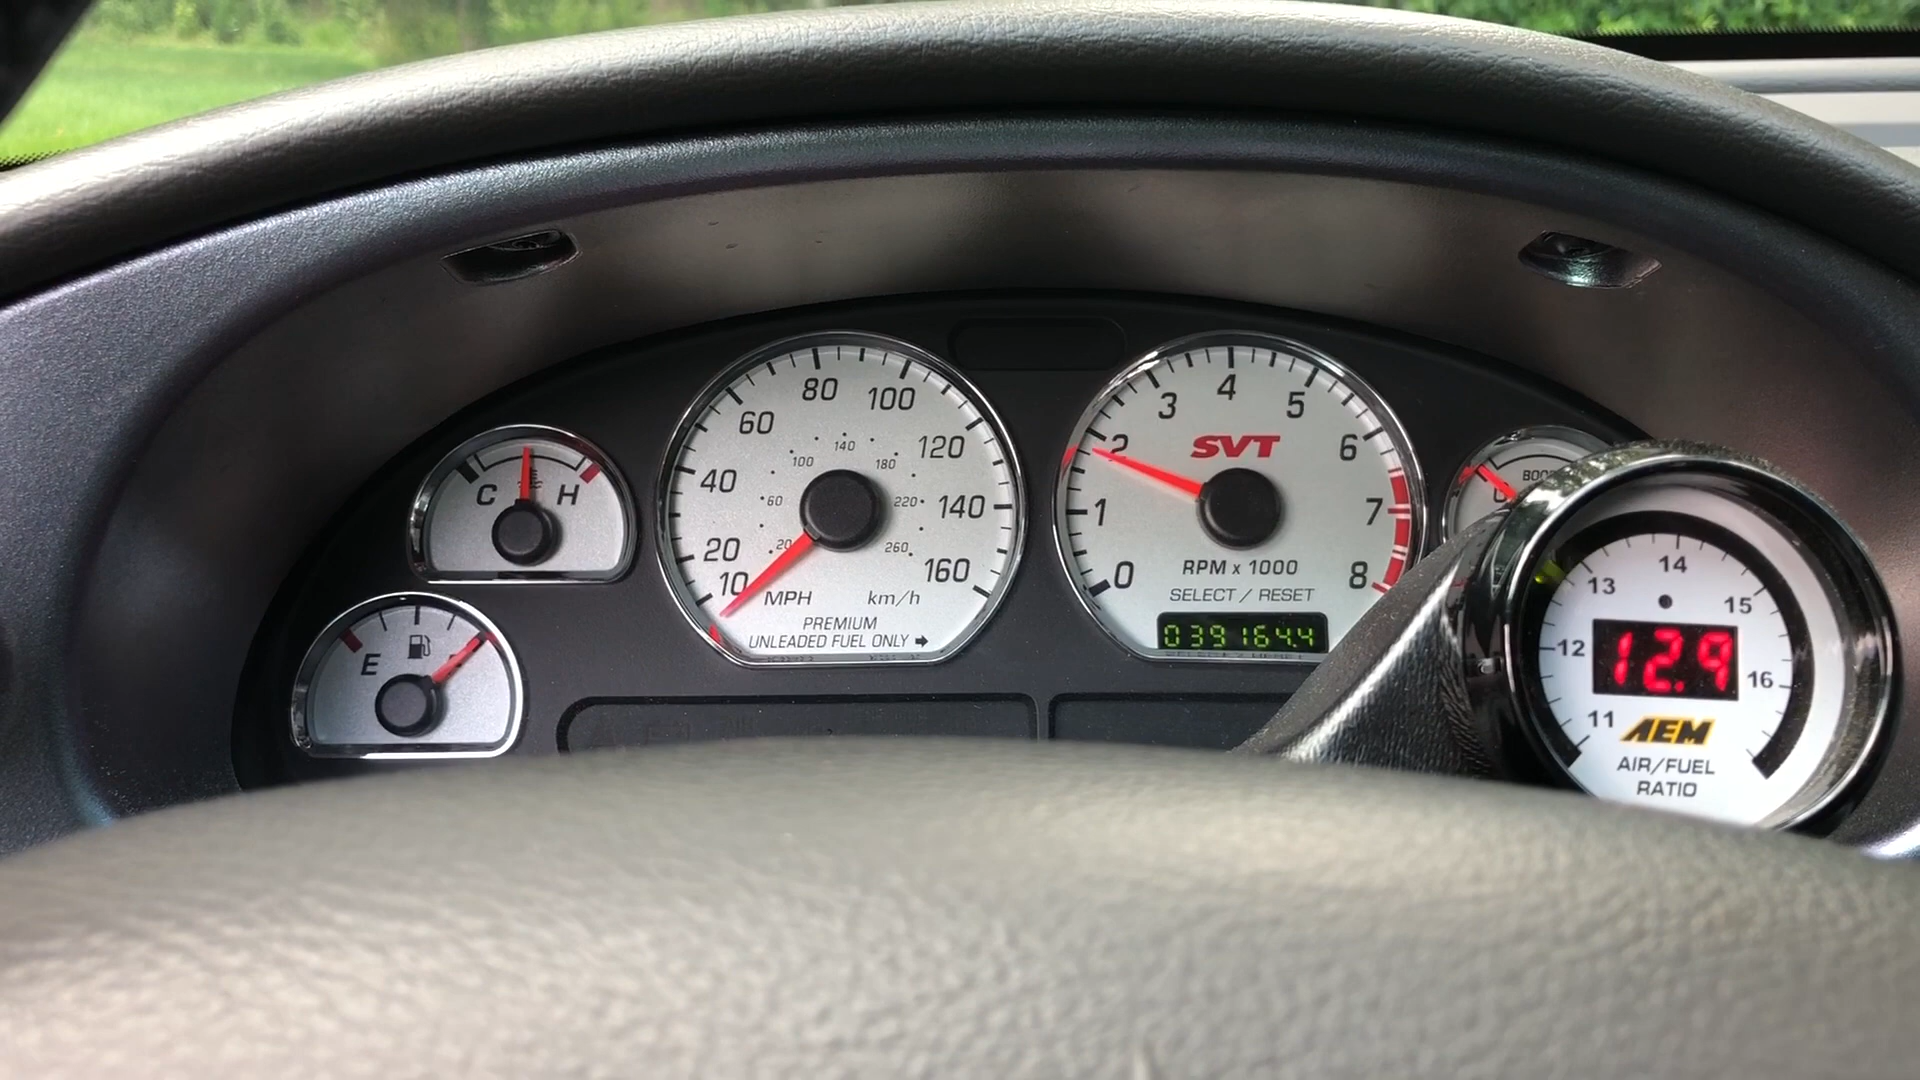 C H
E
10 20 40 60 80 100 120 140 160
20 60 100 140 180 220 260
MPH km/h
PREMIUM
UNLEADED FUEL ONLY
0 1 2 3 4 5 6 7 8
SVT
RPM x 1000
SELECT / RESET
039164.4
11 12 13 14 15 16
12.9
AEM
AIR/FUEL
RATIO